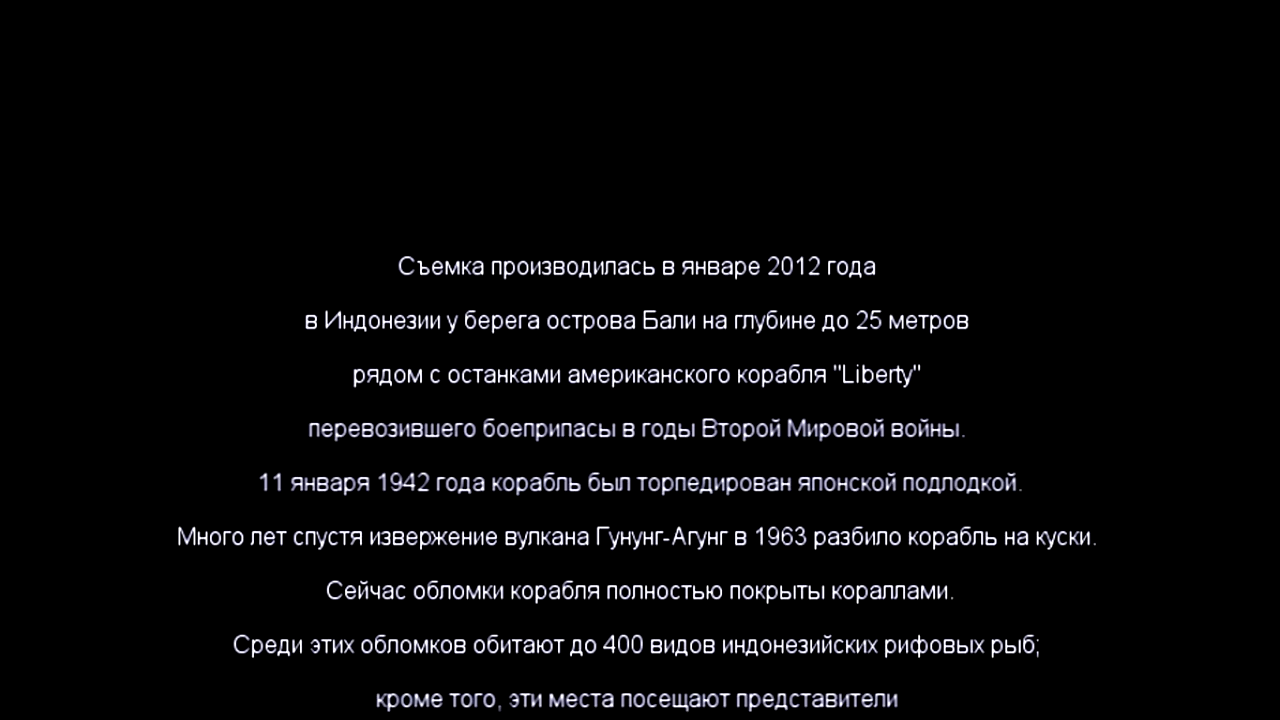 Съемка производилась в январе 2012 года
в Индонезии у берега острова Бали на глубине до 25 метров
рядом с останками американского корабля "Liberty"
перевозившего боеприпасы в годы Второй Мировой войны.
11 января 1942 года корабль был торпедирован японской подлодкой.
Много лет спустя извержение вулкана Гунунг-Агунг в 1963 разбило корабль на куски.
Сейчас обломки корабля полностью покрыты кораллами.
Среди этих обломков обитают до 400 видов индонезийских рифовых рыб;
кроме того, эти места посещают представители